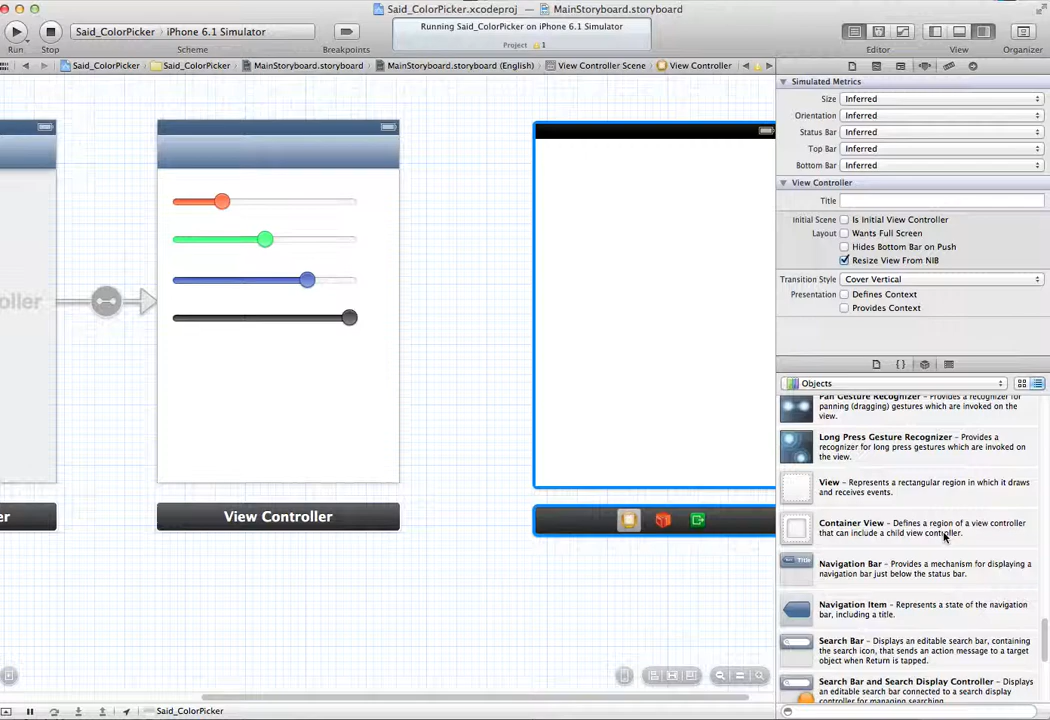 Said_ColorPicker.xcodeproj — MainStoryboard.storyboard
Run
Stop
Said_ColorPicker
iPhone 6.1 Simulator
Scheme
Breakpoints
Running Said_ColorPicker on iPhone 6.1 Simulator
Project
1
Editor
View
Organizer
Said_ColorPicker
Said_ColorPicker
MainStoryboard.storyboard
MainStoryboard.storyboard (English)
View Controller Scene
View Controller
Simulated Metrics
Size Inferred
Orientation Inferred
Status Bar Inferred
Top Bar Inferred
Bottom Bar Inferred
View Controller
Title
Initial Scene Is Initial View Controller
Layout Wants Full Screen
Hides Bottom Bar on Push
Resize View From NIB
Transition Style Cover Vertical
Presentation Defines Context
Provides Context
oller
er
View Controller
Objects
Pan Gesture Recognizer – Provides a recognizer for
panning (dragging) gestures which are invoked on
the view.
Long Press Gesture Recognizer – Provides a
recognizer for long press gestures which are invoked
on the view.
View – Represents a rectangular region in which it draws
and receives events.
Container View – Defines a region of a view controller
that can include a child view controller.
Navigation Bar – Provides a mechanism for displaying a
navigation bar just below the status bar.
Title
Navigation Item – Represents a state of the navigation
bar, including a title.
Search Bar – Displays an editable search bar, containing
the search icon, that sends an action message to a target
object when Return is tapped.
Search Bar and Search Display Controller – Displays
an editable search bar connected to a search display
controller for managing searching.
Said_ColorPicker